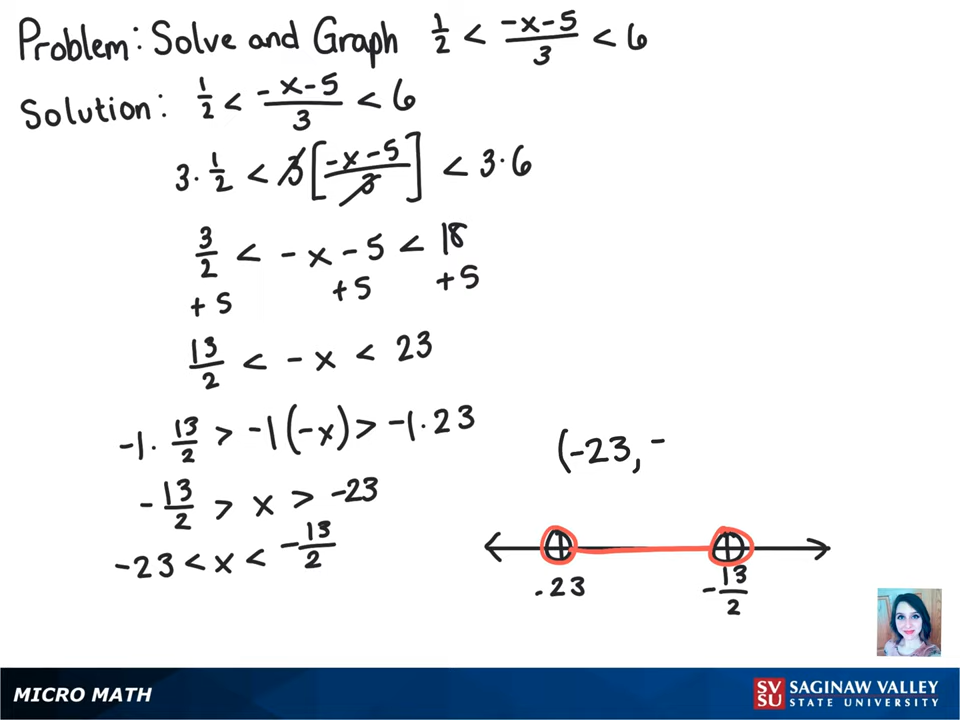 Problem: Solve and Graph 1/2 < (-x-5)/3 < 6
Solution: 1/2 < (-x-5)/3 < 6
3·1/2 < 3[(-x-5)/3] < 3·6
3/2 < -x-5 < 18
+5 +5 +5
13/2 < -x < 23
-1·13/2 > -1(-x) > -1·23
-13/2 > x > -23
-23 < x < -13/2
(-23, -
-23 -13/2
MICRO MATH
SVSU SAGINAW VALLEY
STATE UNIVERSITY